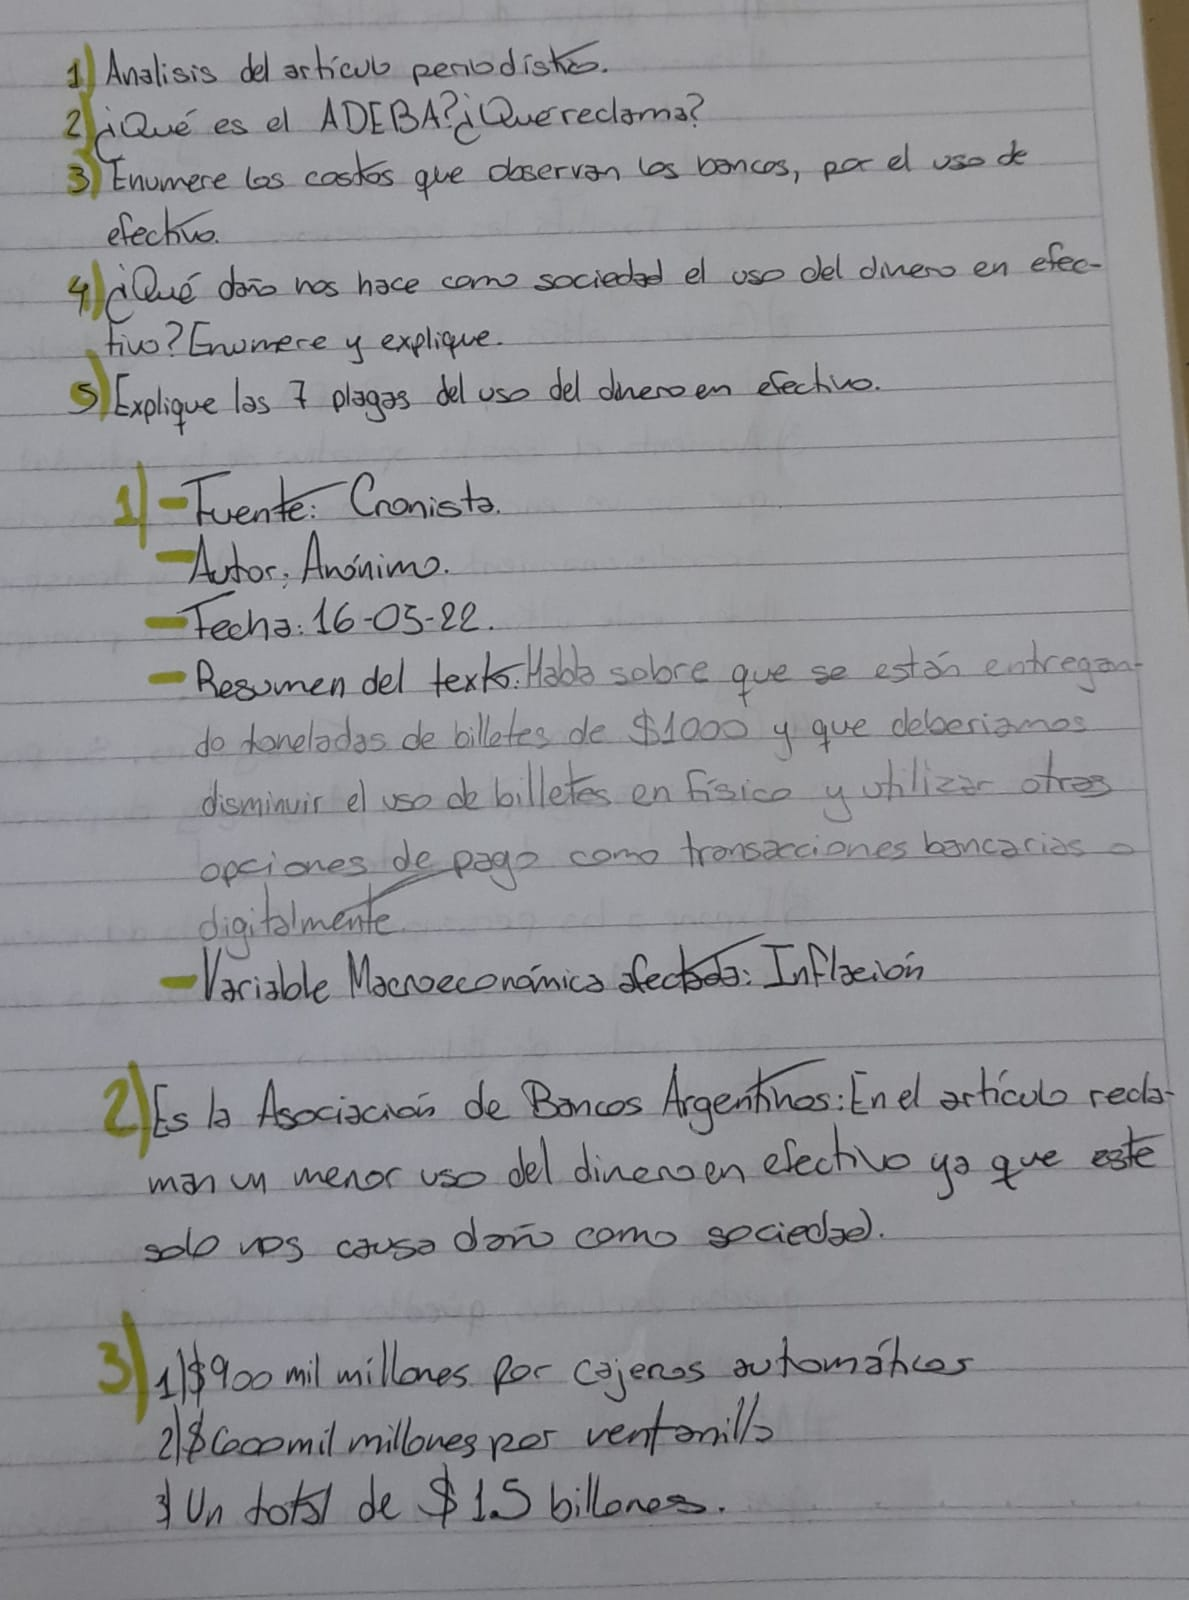 1) Analisis del artículo periodístico.
2) ¿Qué es el ADEBA? ¿Que reclama?
3) Enumere los costos que observan los bancos, por el uso de
efectivo.
4) ¿Qué daño nos hace como sociedad el uso del dinero en efec-
tivo? Enumere y explique.
5) Explique las 7 plagas del uso del dinero en efectivo.
1) - Fuente: Cronista.
- Autor: Anónimo.
- Fecha: 16-05-22.
- Resumen del texto: Habla sobre que se están entregan-
do toneladas de billetes de $1000 y que deberiamos
disminuir el uso de billetes en físico y utilizar otras
opciones de pago como transacciones bancarias o
digitalmente.
- Variable Macroeconómica afectada: Inflación
2) Es la Asociación de Bancos Argentinos: En el artículo recla-
man un menor uso del dinero en efectivo ya que este
solo nos causa daño como sociedad.
3) 1) $900 mil millones por cajeros automáticos
2) $600 mil millones por ventanilla
3) Un total de $1.5 billones.